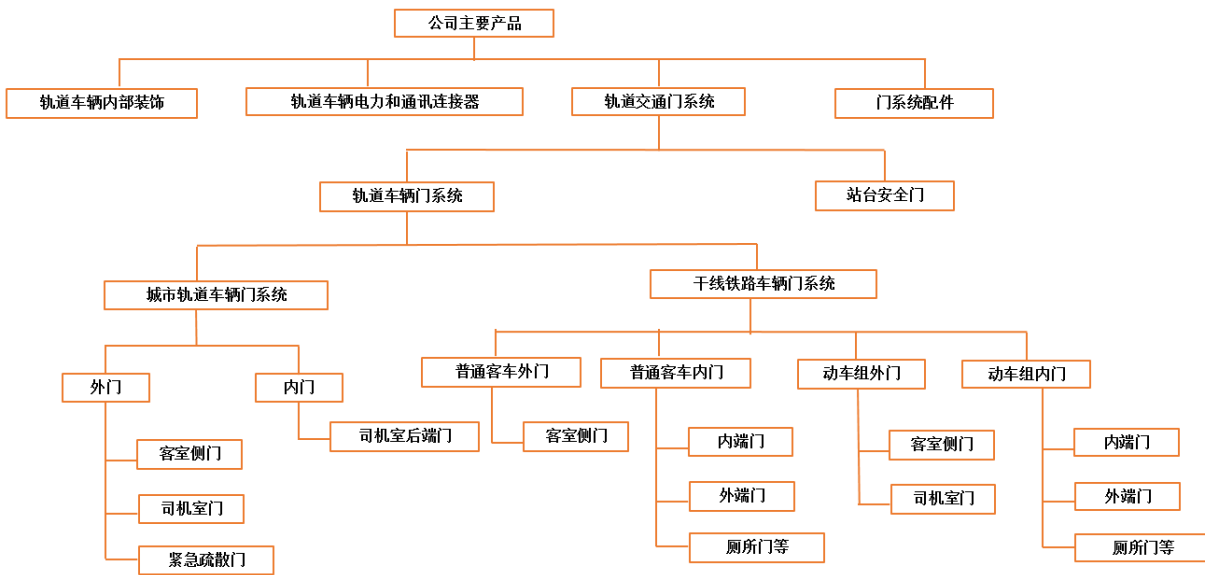 公司主要产品
轨道车辆内部装饰
轨道车辆电力和通讯连接器
轨道交通门系统
门系统配件
轨道车辆门系统
站台安全门
城市轨道车辆门系统
干线铁路车辆门系统
外门
内门
普通客车外门
普通客车内门
动车组外门
动车组内门
客室侧门
司机室门
紧急疏散门
司机室后端门
客室侧门
内端门
外端门
厕所门等
客室侧门
司机室门
内端门
外端门
厕所门等